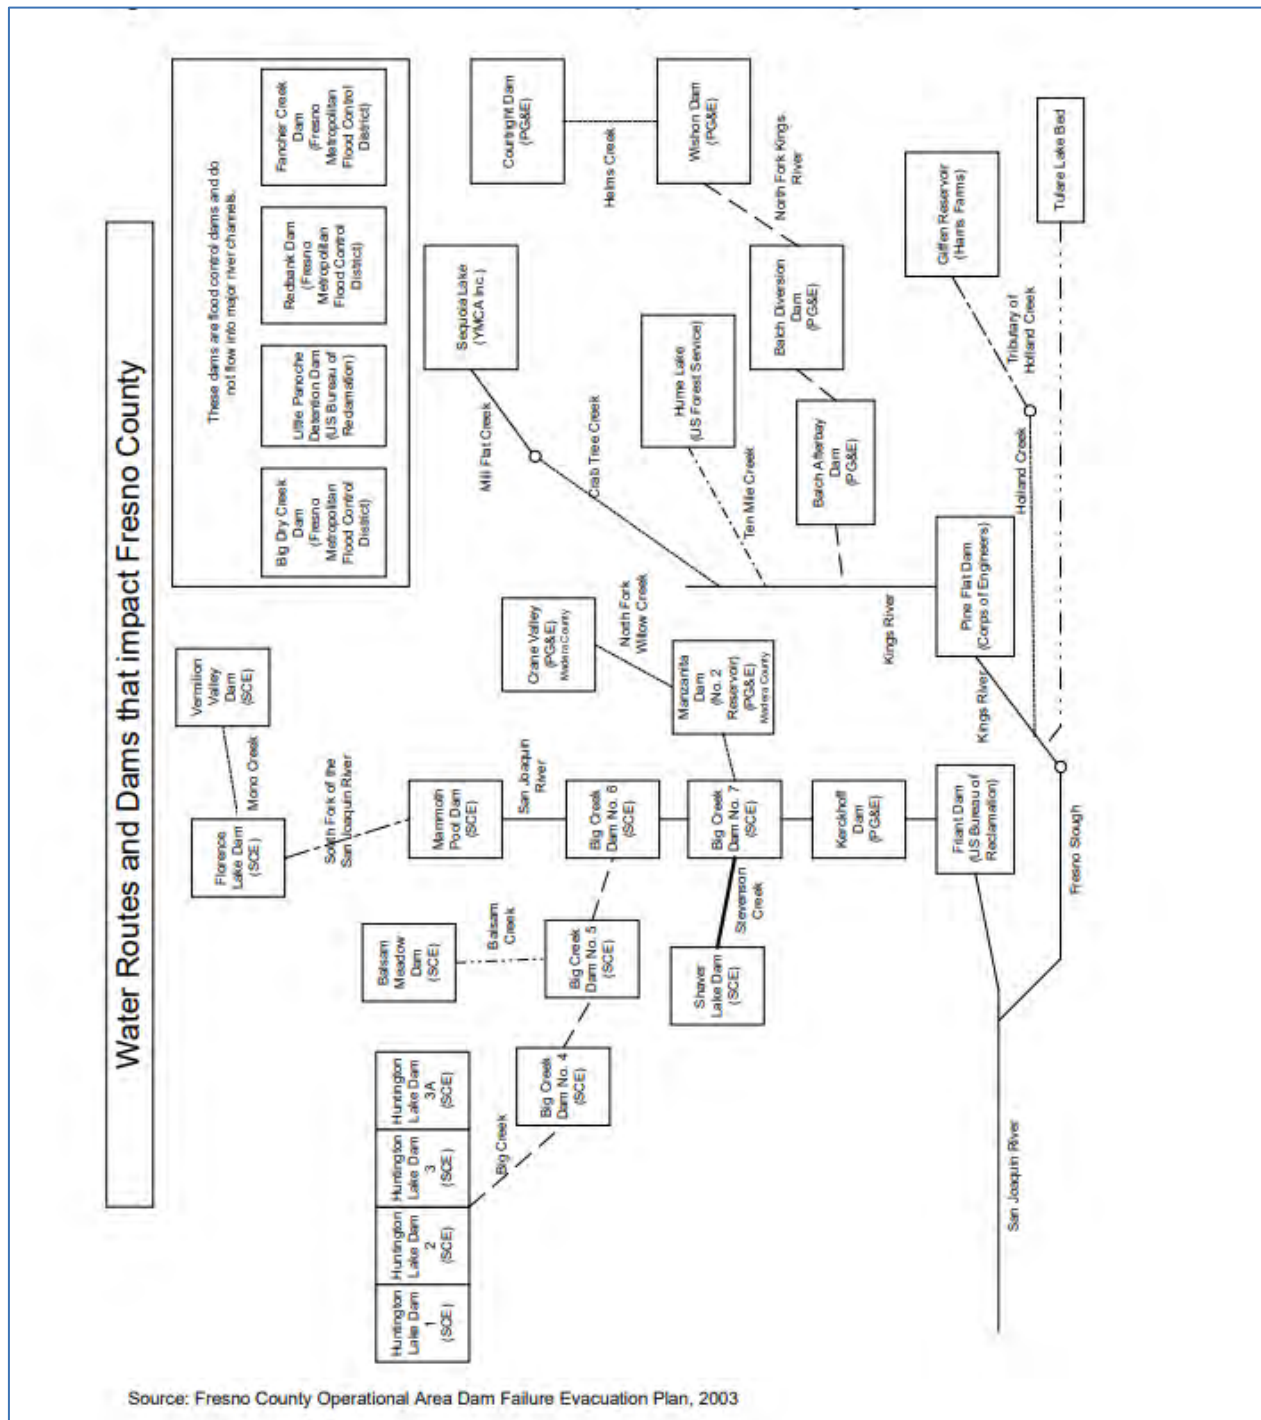 Water Routes and Dams that impact Fresno County
These dams are flood control dams and do
not flow into major river channels.
Big Dry Creek
Dam
(Fresno
Metropolitan
Flood Control
District)
Little Panoche
Detention Dam
(US Bureau of
Reclamation)
Redbank Dam
(Fresno
Metropolitan
Flood Control
District)
Fancher Creek
Dam
(Fresno
Metropolitan
Flood Control
District)
Vermilion
Valley
Dam
(SCE)
Mono Creek
Florence
Lake Dam
(SCE)
South Fork of the
San Joaquin River
Huntington
Lake Dam
1
(SCE)
Huntington
Lake Dam
2
(SCE)
Huntington
Lake Dam
3
(SCE)
Huntington
Lake Dam
3A
(SCE)
Big Creek
Balsam
Meadow
Dam
(SCE)
Balsam
Creek
Mammoth
Pool Dam
(SCE)
San Joaquin
River
Big Creek
Dam No. 4
(SCE)
Big Creek
Dam No. 5
(SCE)
Big Creek
Dam No. 6
(SCE)
Crane Valley
(PG&E)
Madera County
North Fork
Willow Creek
Shaver
Lake Dam
(SCE)
Stevenson
Creek
Big Creek
Dam No. 7
(SCE)
Manzanita
Dam
(No. 2
Reservoir)
(PG&E)
Madera County
Kerckhoff
Dam
(PG&E)
Friant Dam
(US Bureau of
Reclamation)
San Joaquin River
Fresno Slough
Sequoia Lake
(YMCA Inc.)
Mill Flat Creek
Crab Tree Creek
Courtright Dam
(PG&E)
Helms Creek
Wishon Dam
(PG&E)
North Fork Kings
River
Hume Lake
(US Forest Service)
Ten Mile Creek
Balch Diversion
Dam
(PG&E)
Balch Afterbay
Dam
(PG&E)
Kings River
Pine Flat Dam
(Corps of Engineers)
Kings River
Giffen Reservoir
(Harris Farms)
Tributary of
Holland Creek
Holland Creek
Tulare Lake Bed
Source: Fresno County Operational Area Dam Failure Evacuation Plan, 2003